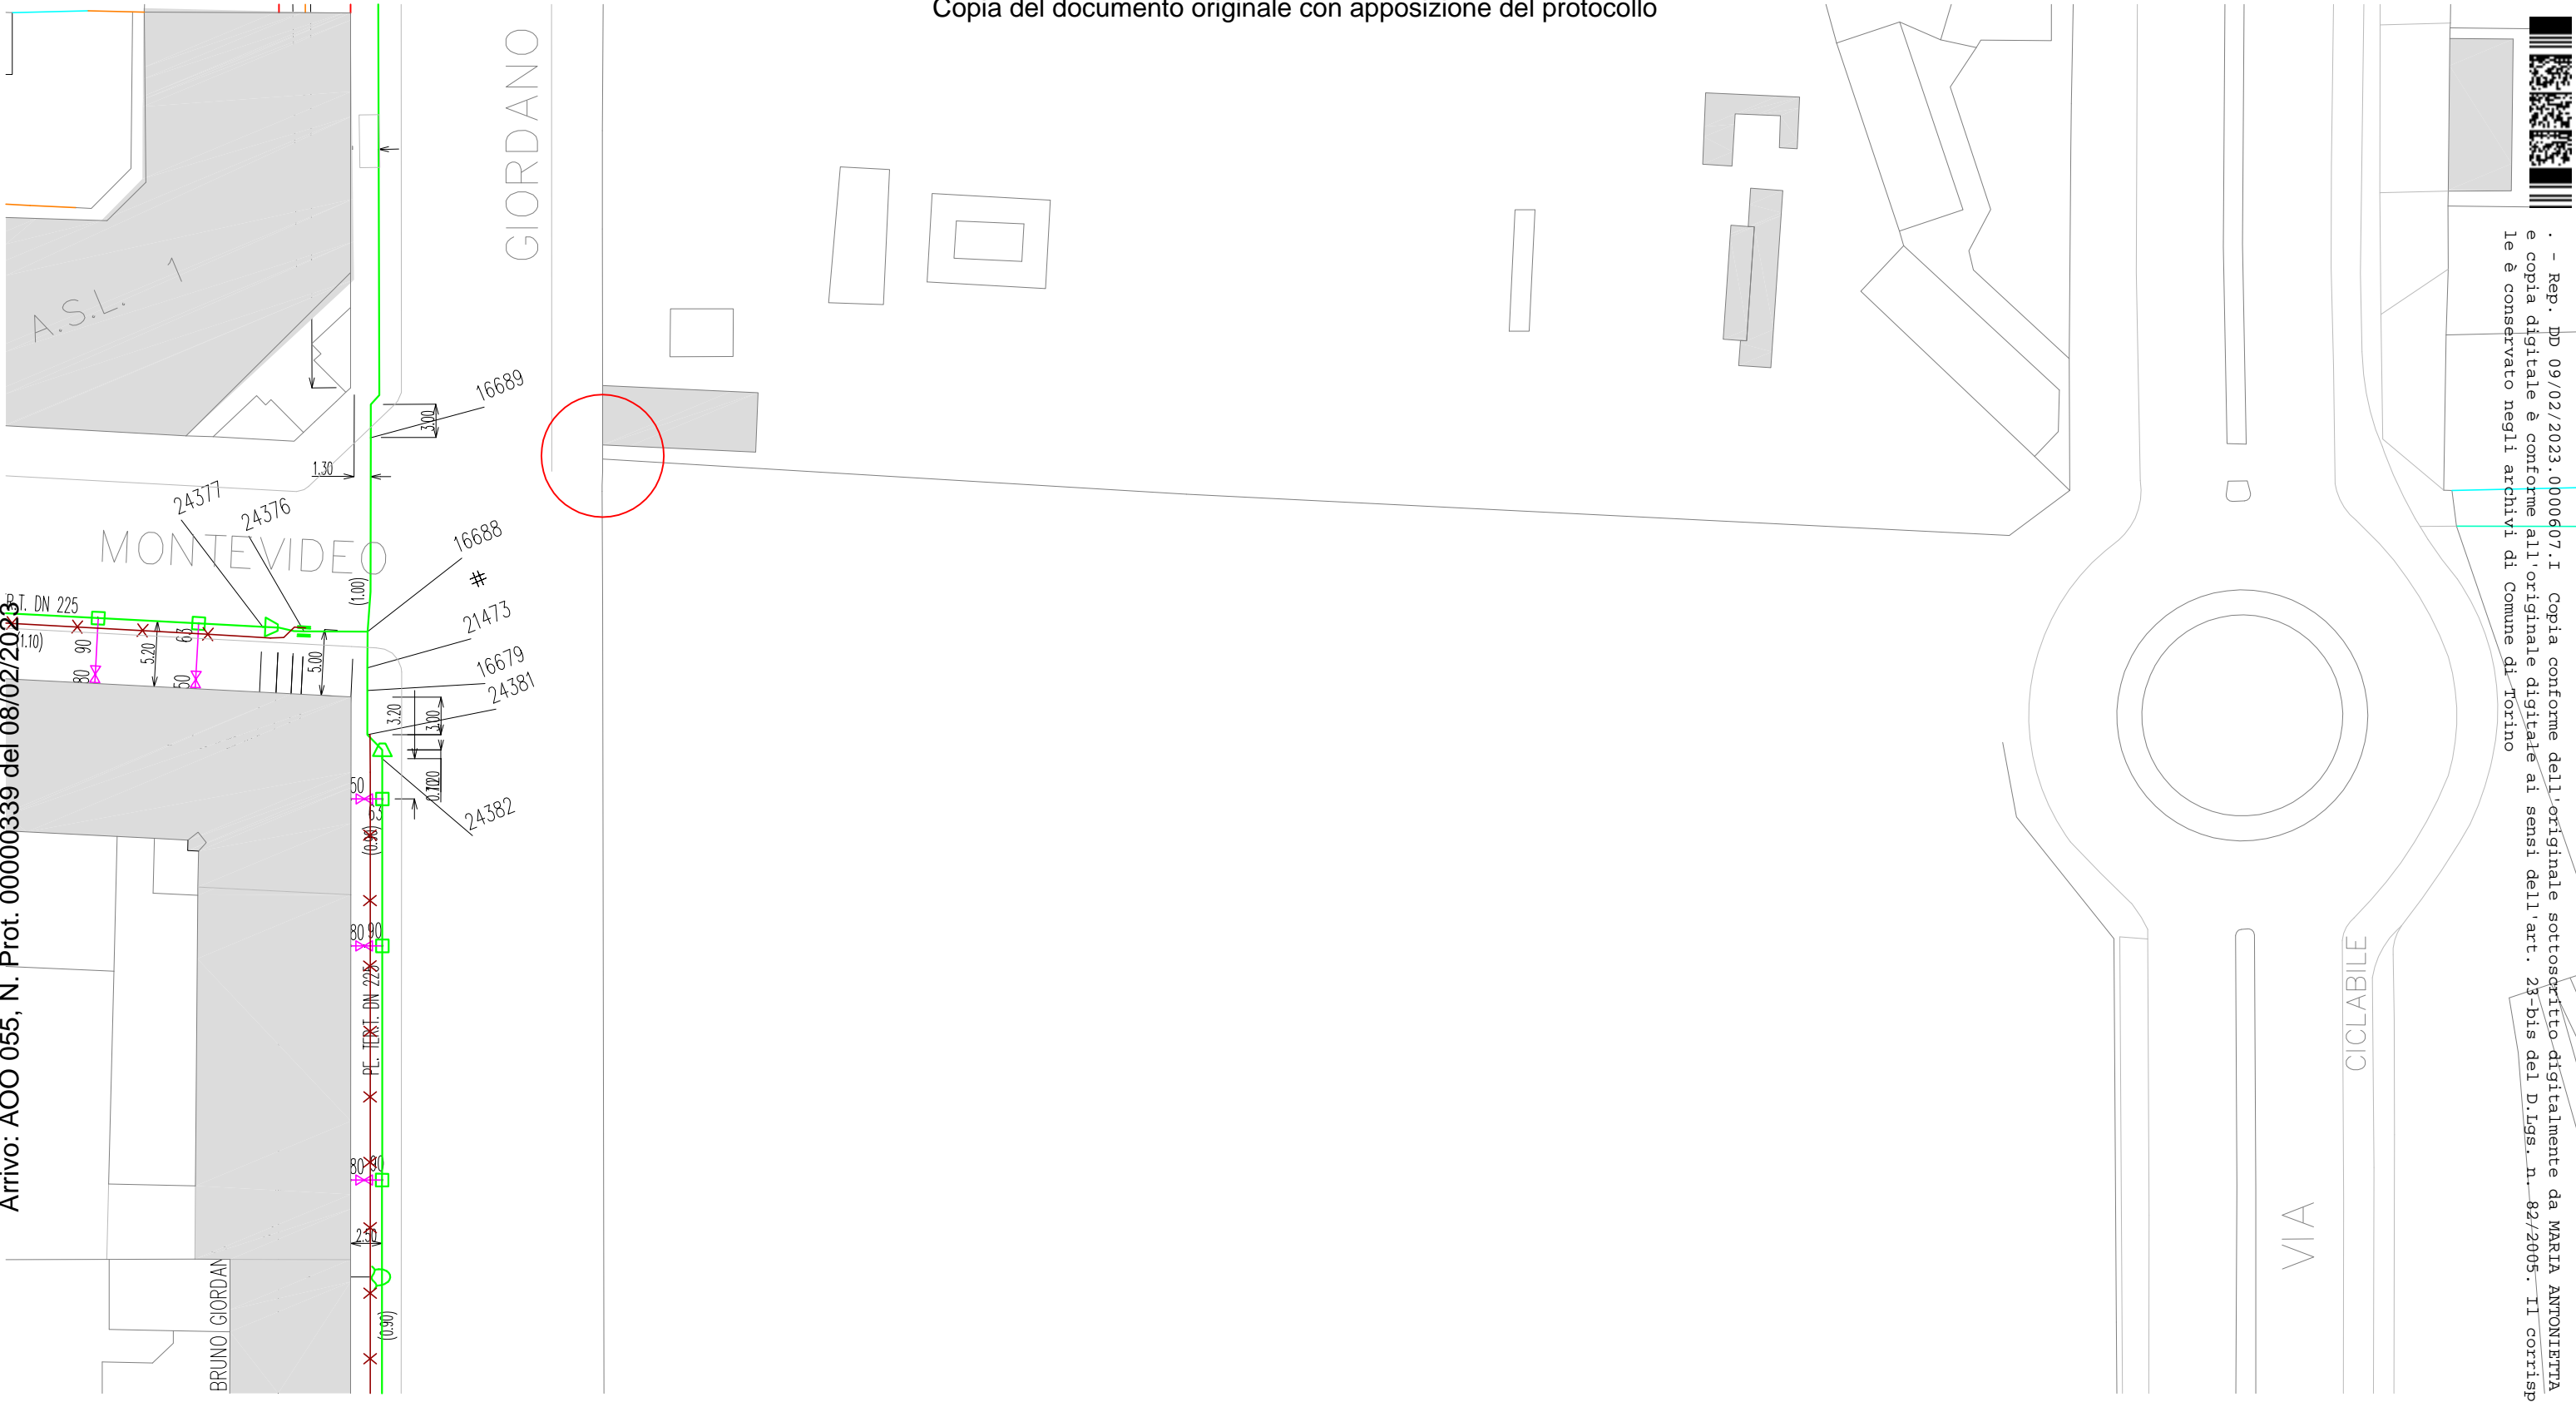 Copia del documento originale con apposizione del protocollo
GIORDANO
A.S.L. 1
16689
3.00
1.30
24377
24376
MONTEVIDEO
16688
#
(1.00)
21473
16679
24381
P.T. DN 225
(1.10)
90
80
5.20
63
50
5.00
3.20
3.00
24382
50
63
80 90
PE. TERT. DN 225
80 90
2.50
(0.90)
BRUNO GIORDAN
CICLABILE
VIA
Arrivo: AOO 055, N. Prot. 00000339 del 08/02/2023
. - Rep. DD 09/02/2023.0000607.I Copia conforme dell'originale sottoscritto digitalmente da MARIA ANTONIETTA
e copia digitale è conforme all'originale digitale ai sensi dell'art. 23-bis del D.Lgs. n. 82/2005. Il corrisp
le è conservato negli archivi di Comune di Torino